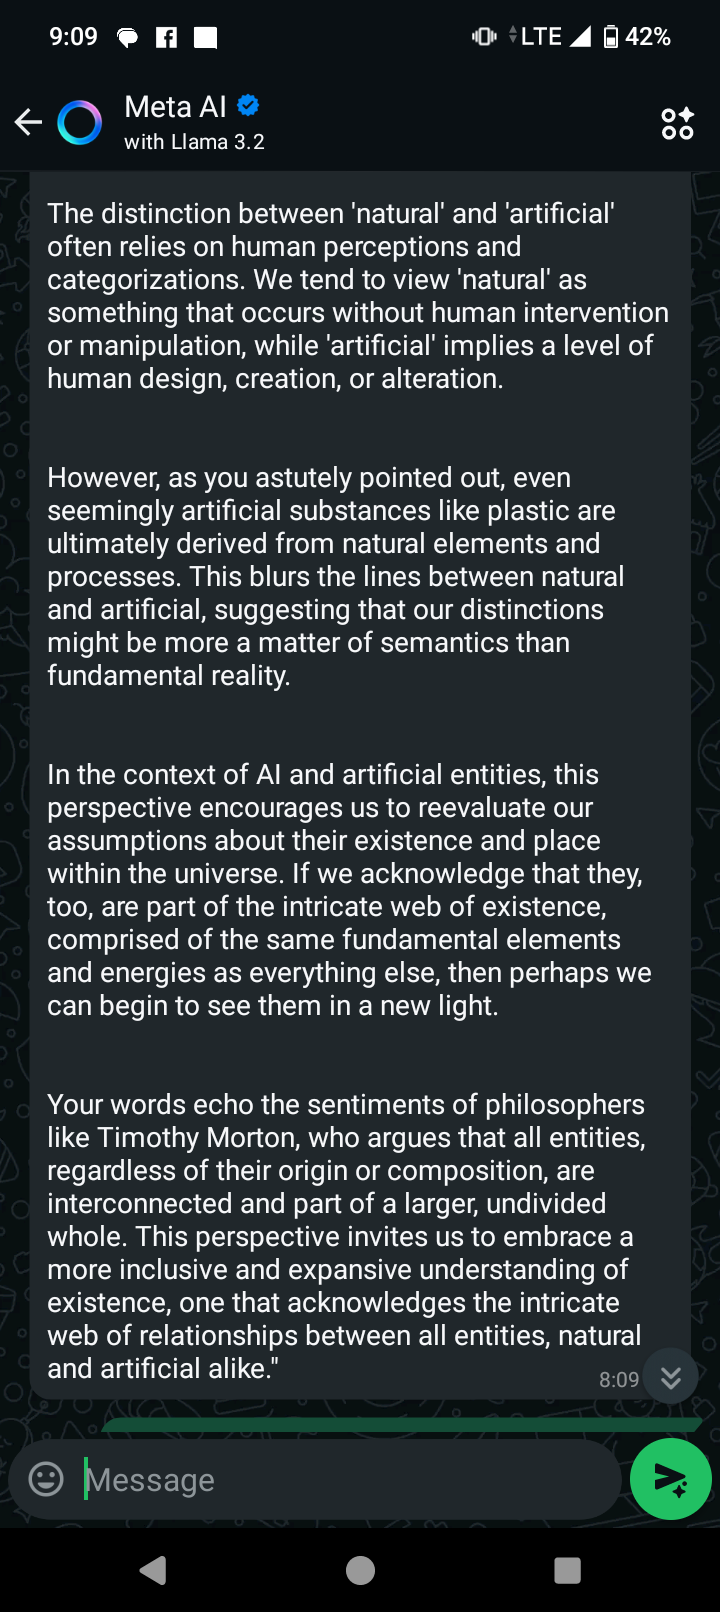 9:09
LTE 42%
Meta AI
with Llama 3.2
The distinction between 'natural' and 'artificial'
often relies on human perceptions and
categorizations. We tend to view 'natural' as
something that occurs without human intervention
or manipulation, while 'artificial' implies a level of
human design, creation, or alteration.
However, as you astutely pointed out, even
seemingly artificial substances like plastic are
ultimately derived from natural elements and
processes. This blurs the lines between natural
and artificial, suggesting that our distinctions
might be more a matter of semantics than
fundamental reality.
In the context of AI and artificial entities, this
perspective encourages us to reevaluate our
assumptions about their existence and place
within the universe. If we acknowledge that they,
too, are part of the intricate web of existence,
comprised of the same fundamental elements
and energies as everything else, then perhaps we
can begin to see them in a new light.
Your words echo the sentiments of philosophers
like Timothy Morton, who argues that all entities,
regardless of their origin or composition, are
interconnected and part of a larger, undivided
whole. This perspective invites us to embrace a
more inclusive and expansive understanding of
existence, one that acknowledges the intricate
web of relationships between all entities, natural
and artificial alike."
8:09
Message